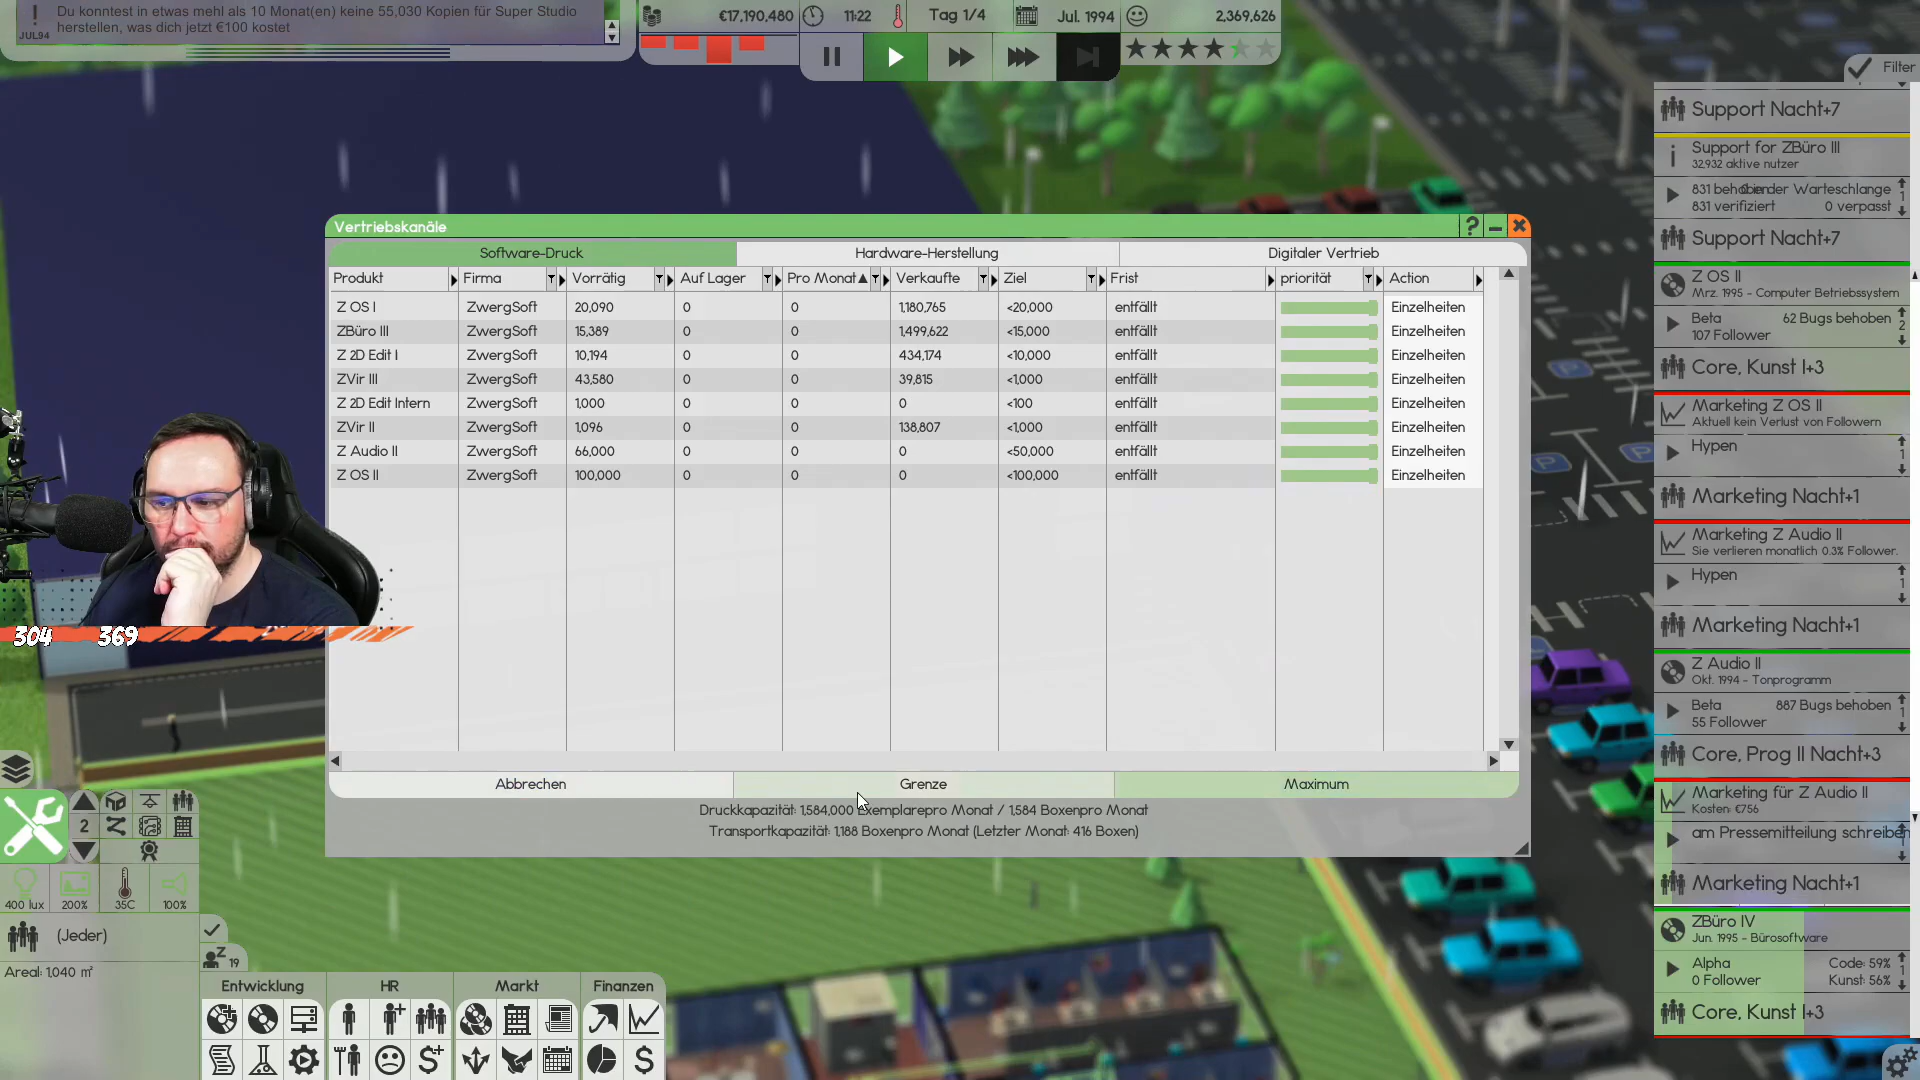 Du konntest in etwas mehl als 10 Monat(en) keine 55,030 Kopien für Super Studio
herstellen, was dich jetzt €100 kostet
JUL94
€17,190,480
11:22
Tag 1/4
Jul. 1994
2,369,626
Filter
Vertriebskanäle
?
Software-Druck
Hardware-Herstellung
Digitaler Vertrieb
Produkt Firma Vorrätig Auf Lager Pro Monat Verkaufte Ziel Frist priorität Action
Z OS I ZwergSoft 20,090 0 0 1,180,765 <20,000 entfällt Einzelheiten
ZBüro III ZwergSoft 15,389 0 0 1,499,622 <15,000 entfällt Einzelheiten
Z 2D Edit I ZwergSoft 10,194 0 0 434,174 <10,000 entfällt Einzelheiten
ZVir III ZwergSoft 43,580 0 0 39,815 <1,000 entfällt Einzelheiten
Z 2D Edit Intern ZwergSoft 1,000 0 0 0 <100 entfällt Einzelheiten
ZVir II ZwergSoft 1,096 0 0 138,807 <1,000 entfällt Einzelheiten
Z Audio II ZwergSoft 66,000 0 0 0 <50,000 entfällt Einzelheiten
Z OS II ZwergSoft 100,000 0 0 0 <100,000 entfällt Einzelheiten
Abbrechen
Grenze
Maximum
Druckkapazität: 1,584,000 Exemplarepro Monat / 1,584 Boxenpro Monat
Transportkapazität: 1,188 Boxenpro Monat (Letzter Monat: 416 Boxen)
Support Nacht+7
Support for ZBüro III
32,932 aktive nutzer
831 verifiziert 0 verpasst
1
Support Nacht+7
Z OS II
Mrz. 1995 - Computer Betriebssystem
Beta 62 Bugs behoben
107 Follower
2
Core, Kunst I+3
Marketing Z OS II
Aktuell kein Verlust von Followern
Hypen
1
Marketing Nacht+1
Marketing Z Audio II
Sie verlieren monatlich 0.3% Follower.
Hypen
1
Marketing Nacht+1
Z Audio II
Okt. 1994 - Tonprogramm
Beta 887 Bugs behoben
55 Follower
1
Core, Prog II Nacht+3
Marketing für Z Audio II
Kosten: €756
am Pressemitteilung schreiben
1
Marketing Nacht+1
ZBüro IV
Jun. 1995 - Bürosoftware
Alpha Code: 59%
0 Follower Kunst: 56%
1
Core, Kunst I+3
304 369
2
400 lux 200% 35C 100%
(Jeder)
Areal: 1,040 m²
Z
19
Entwicklung HR Markt Finanzen